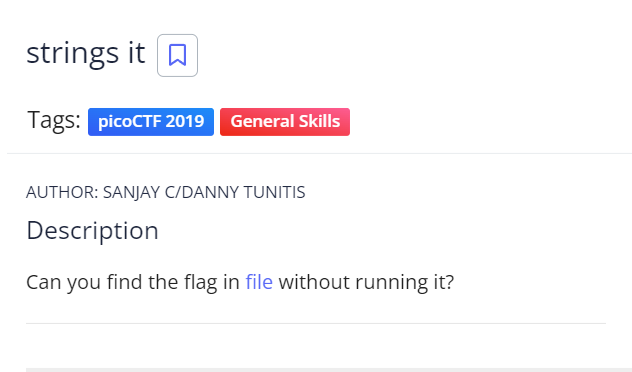 strings it
Tags: picoCTF 2019 General Skills
AUTHOR: SANJAY C/DANNY TUNITIS
Description
Can you find the flag in file without running it?